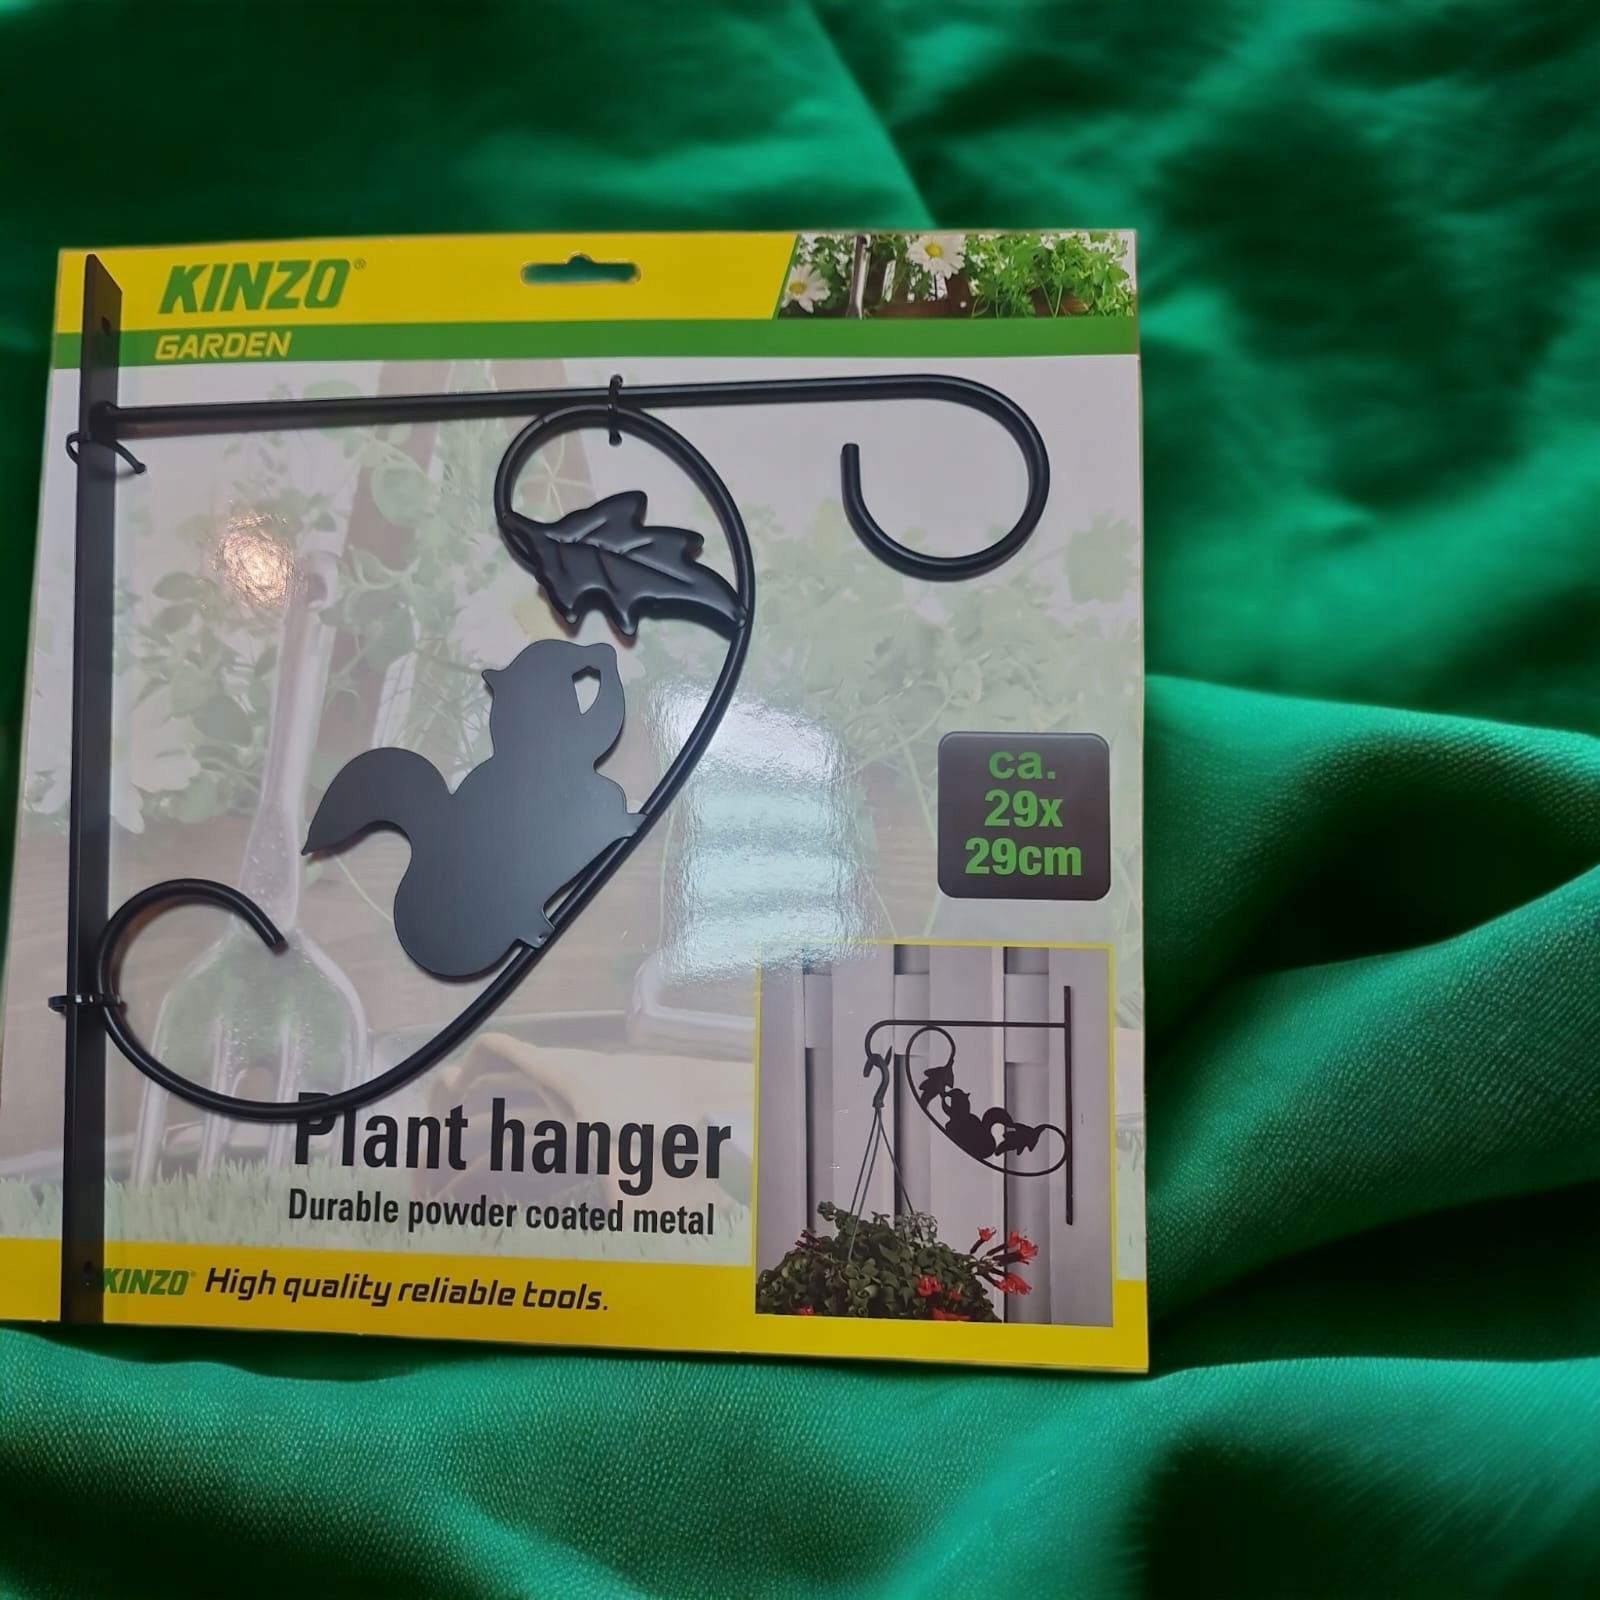 KINZO®
GARDEN
ca.
29x
29cm
Plant hanger
Durable powder coated metal
KINZO® High quality reliable tools.